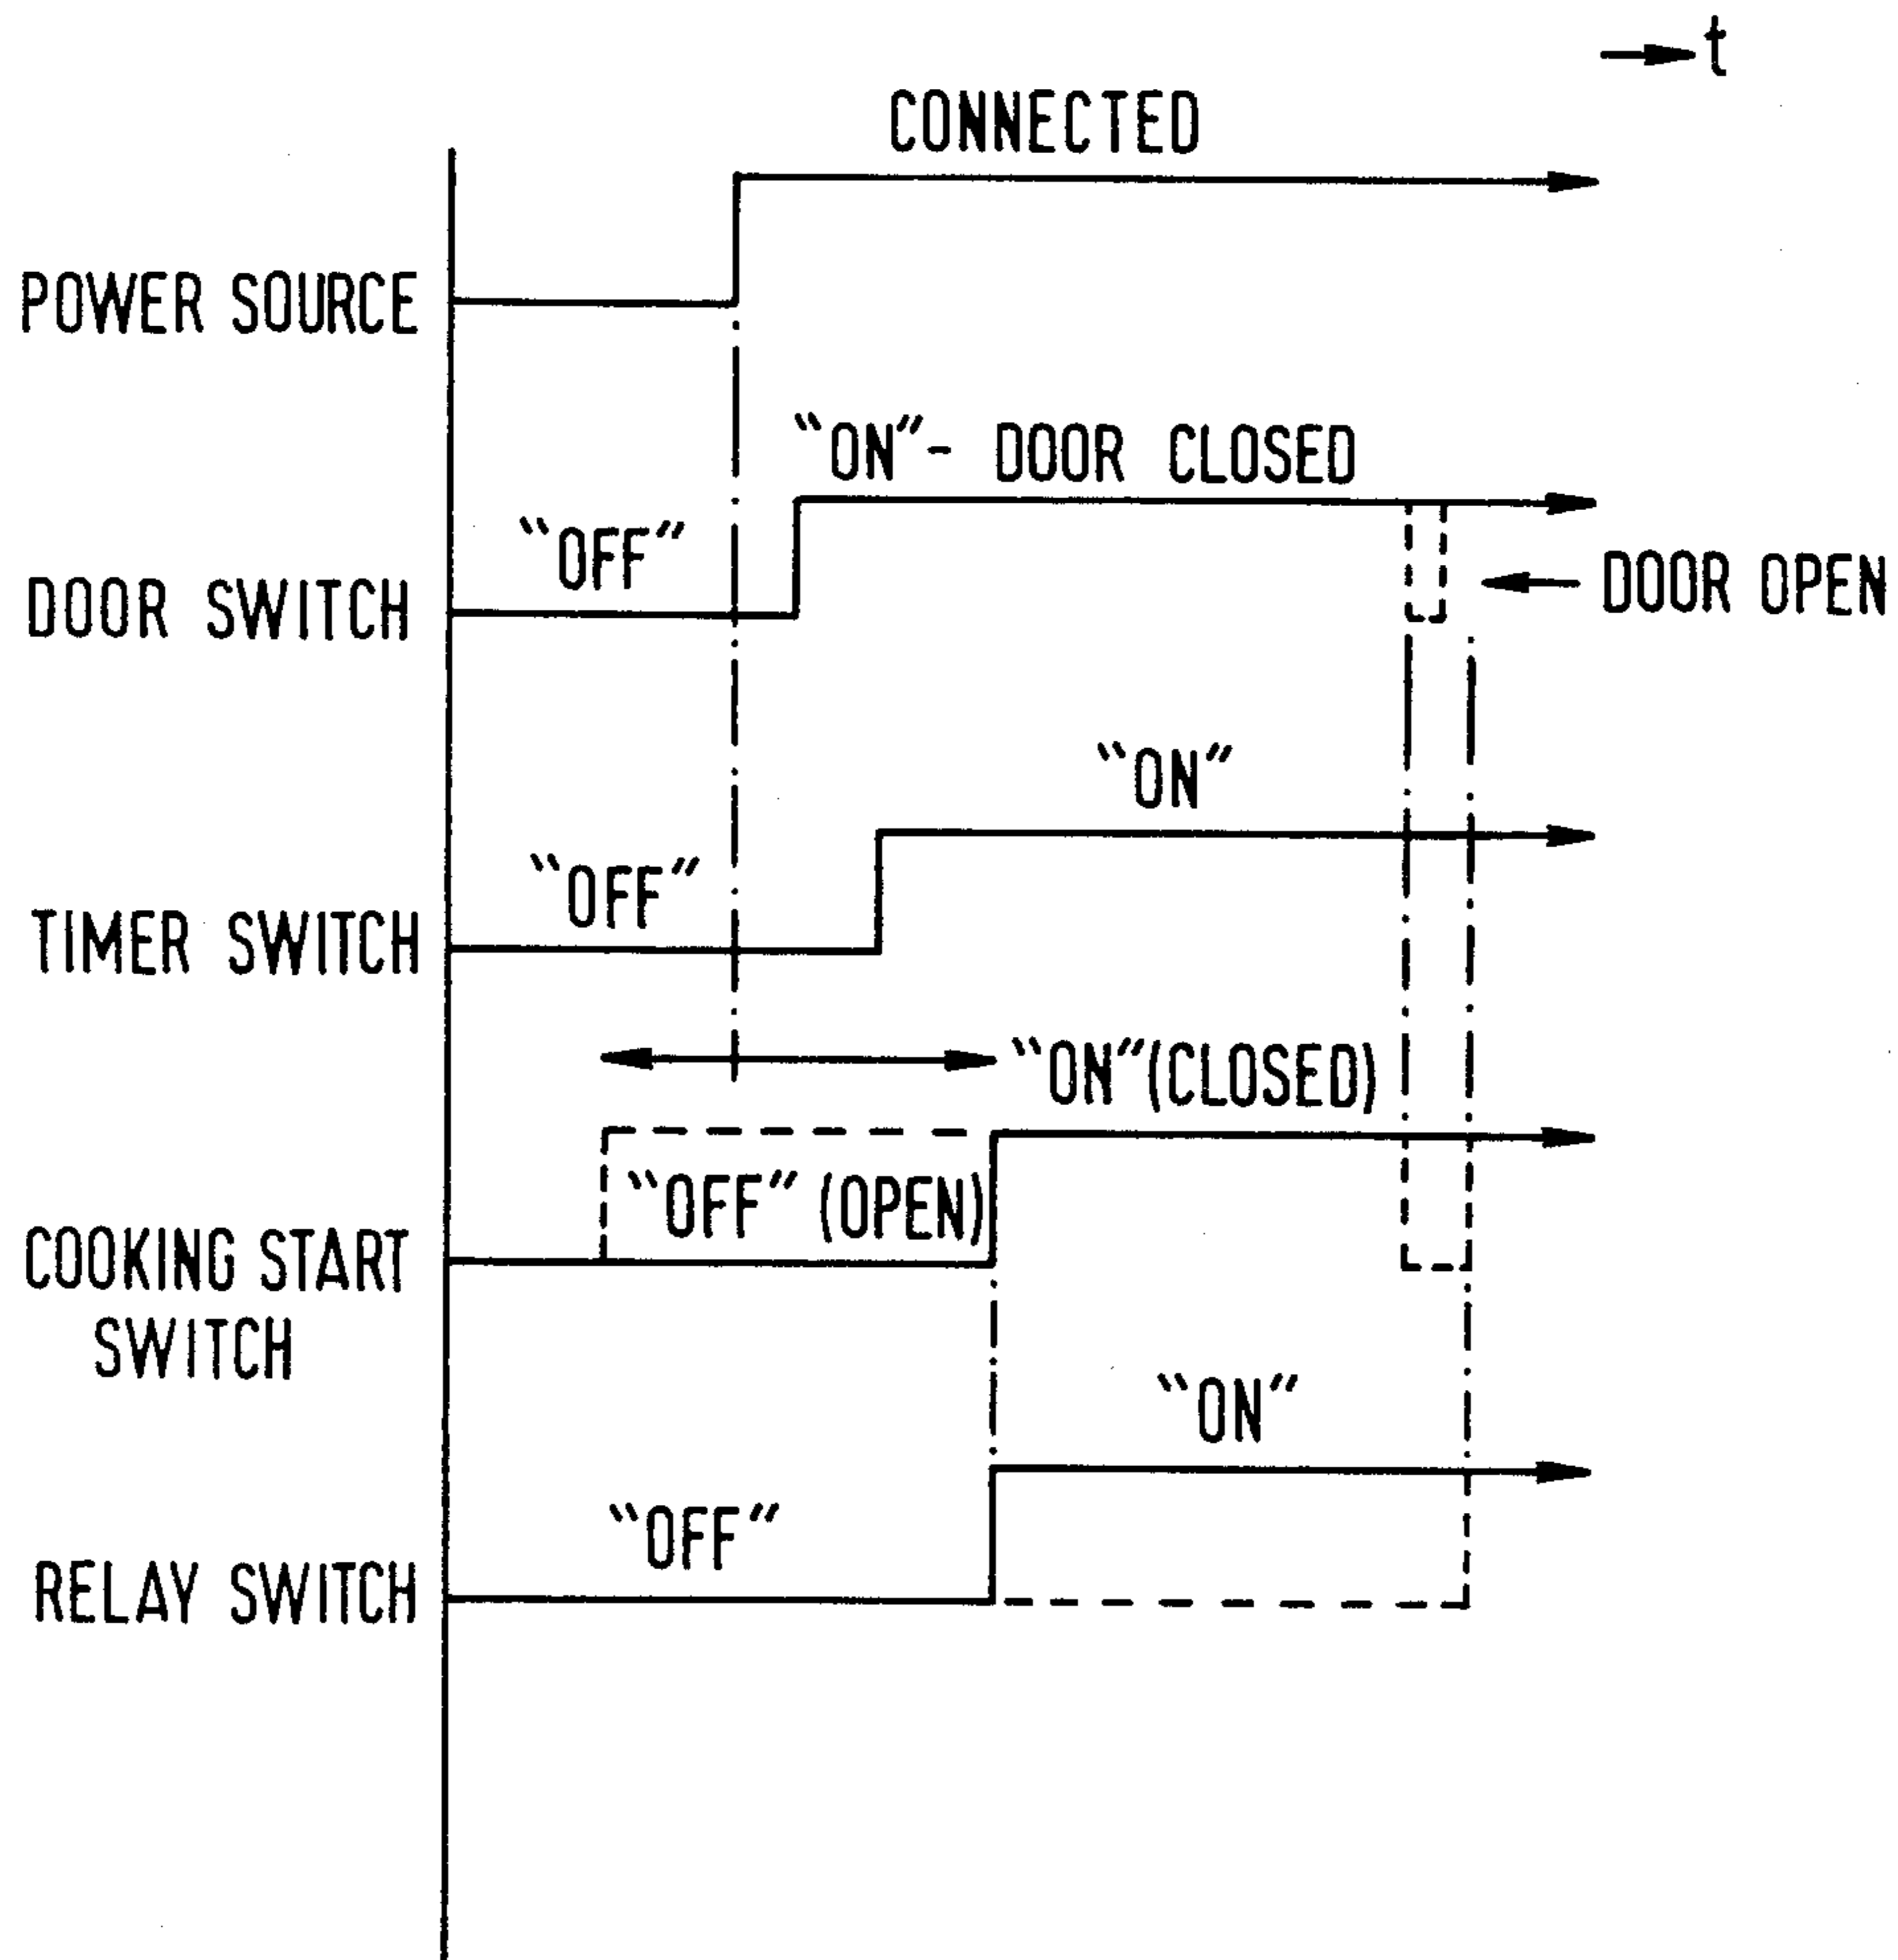 t
CONNECTED
POWER SOURCE
“ON”- DOOR CLOSED
“OFF”
DOOR SWITCH
DOOR OPEN
“ON”
“OFF”
TIMER SWITCH
“ON”(CLOSED)
“OFF” (OPEN)
COOKING START
SWITCH
“ON”
“OFF”
RELAY SWITCH